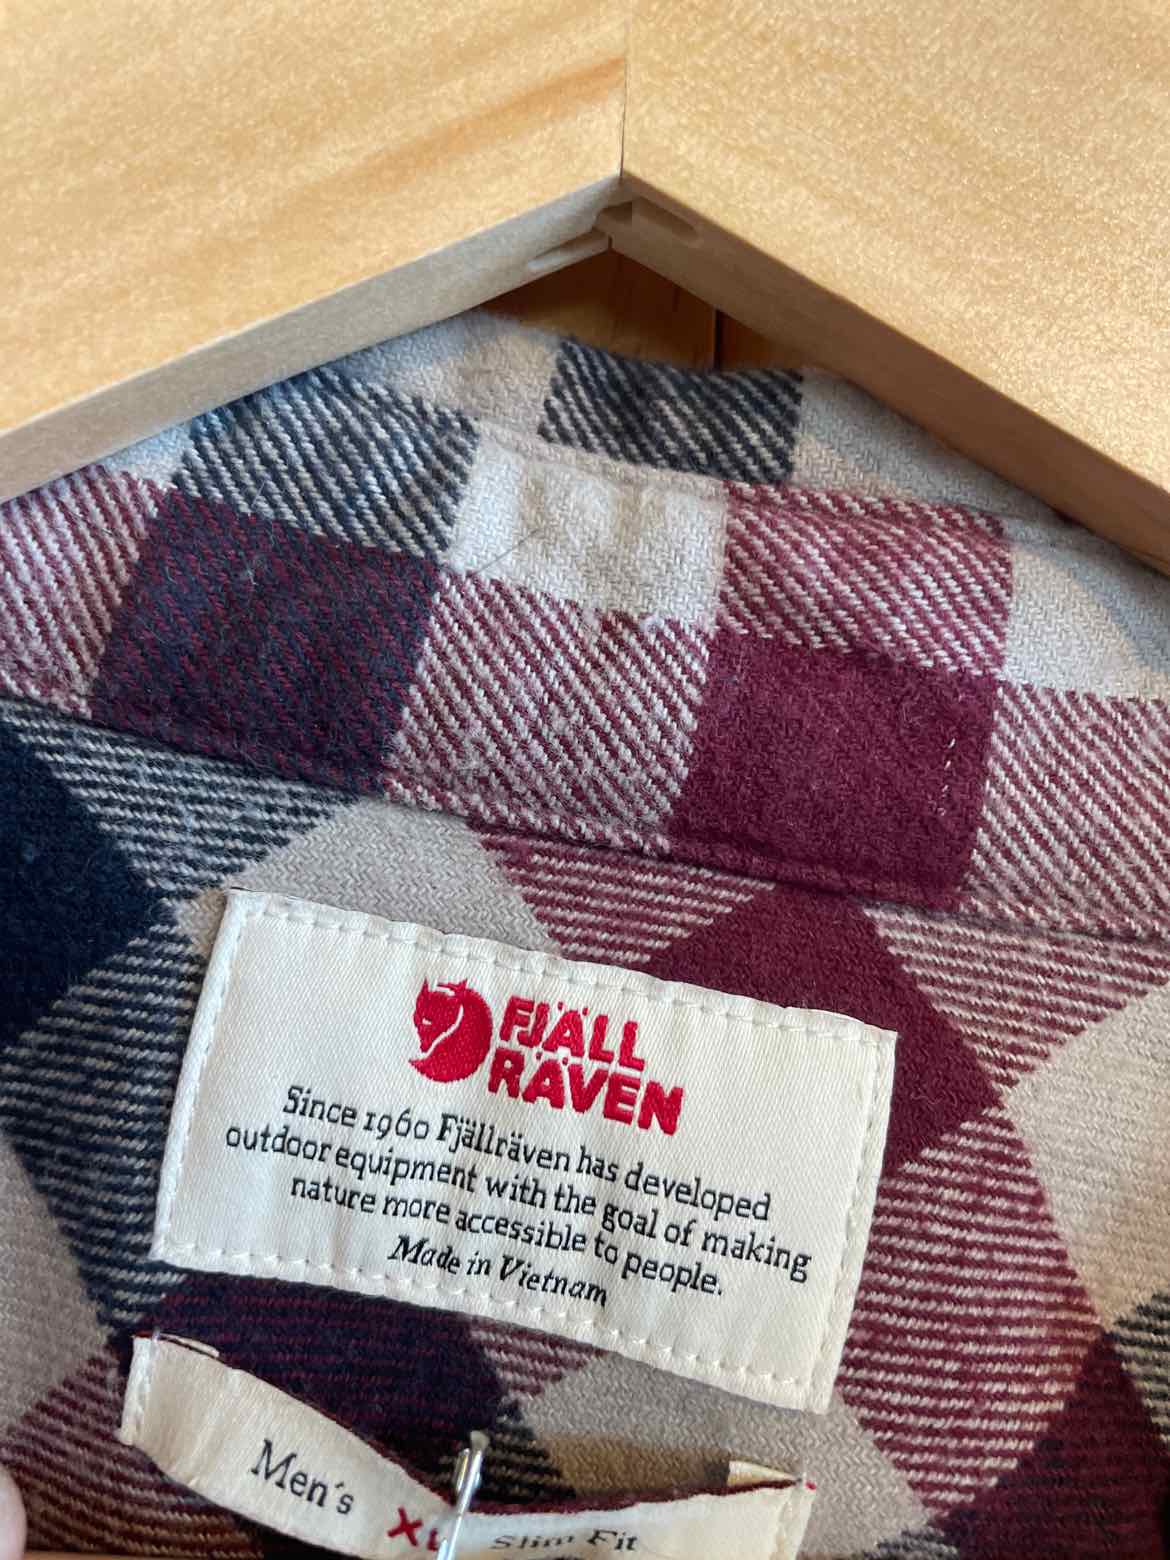 FJÄLL
RÄVEN
Since 1960 Fjällräven has developed
outdoor equipment with the goal of making
nature more accessible to people.
Made in Vietnam
Men´s XL Slim Fit